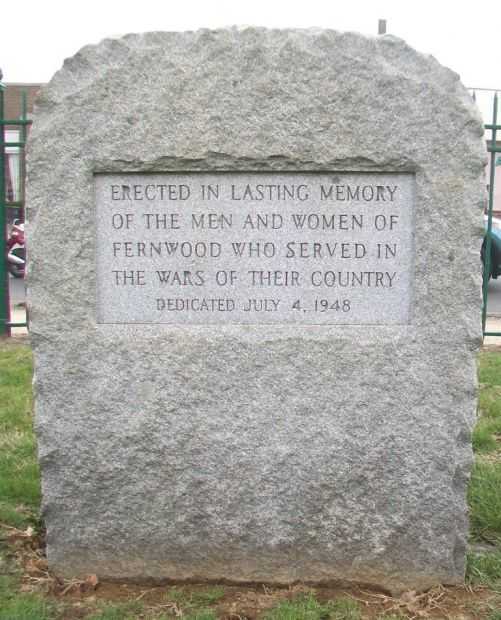 ERECTED IN LASTING MEMORY
OF THE MEN AND WOMEN OF
FERNWOOD WHO SERVED IN
THE WARS OF THEIR COUNTRY
DEDICATED JULY 4, 1948